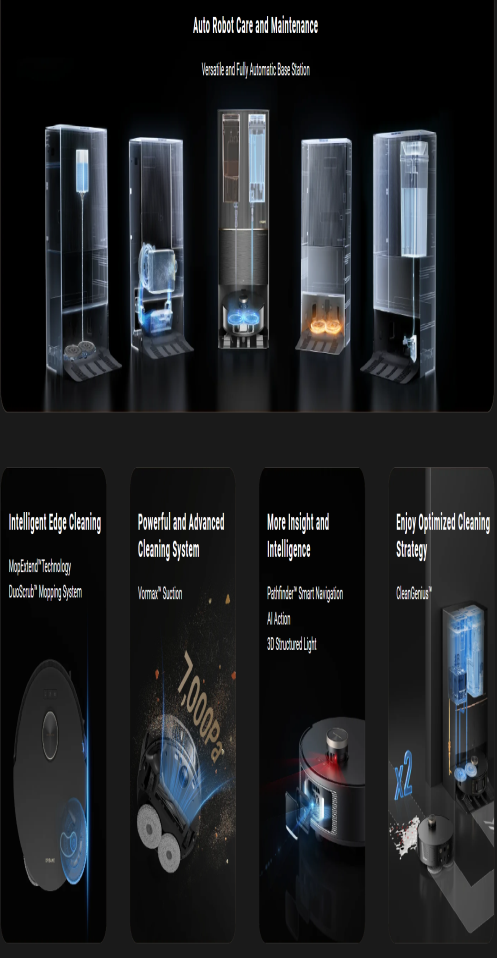 Auto Robot Care and Maintenance
Versatile and Fully Automatic Base Station
Intelligent Edge Cleaning
MopExtend™Technology
DuoScrub™ Mopping System
Powerful and Advanced
Cleaning System
Vormax™ Suction
7,000Pa
More Insight and
Intelligence
Pathfinder™ Smart Navigation
AI Action
3D Structured Light
Enjoy Optimized Cleaning
Strategy
CleanGenius™
x2